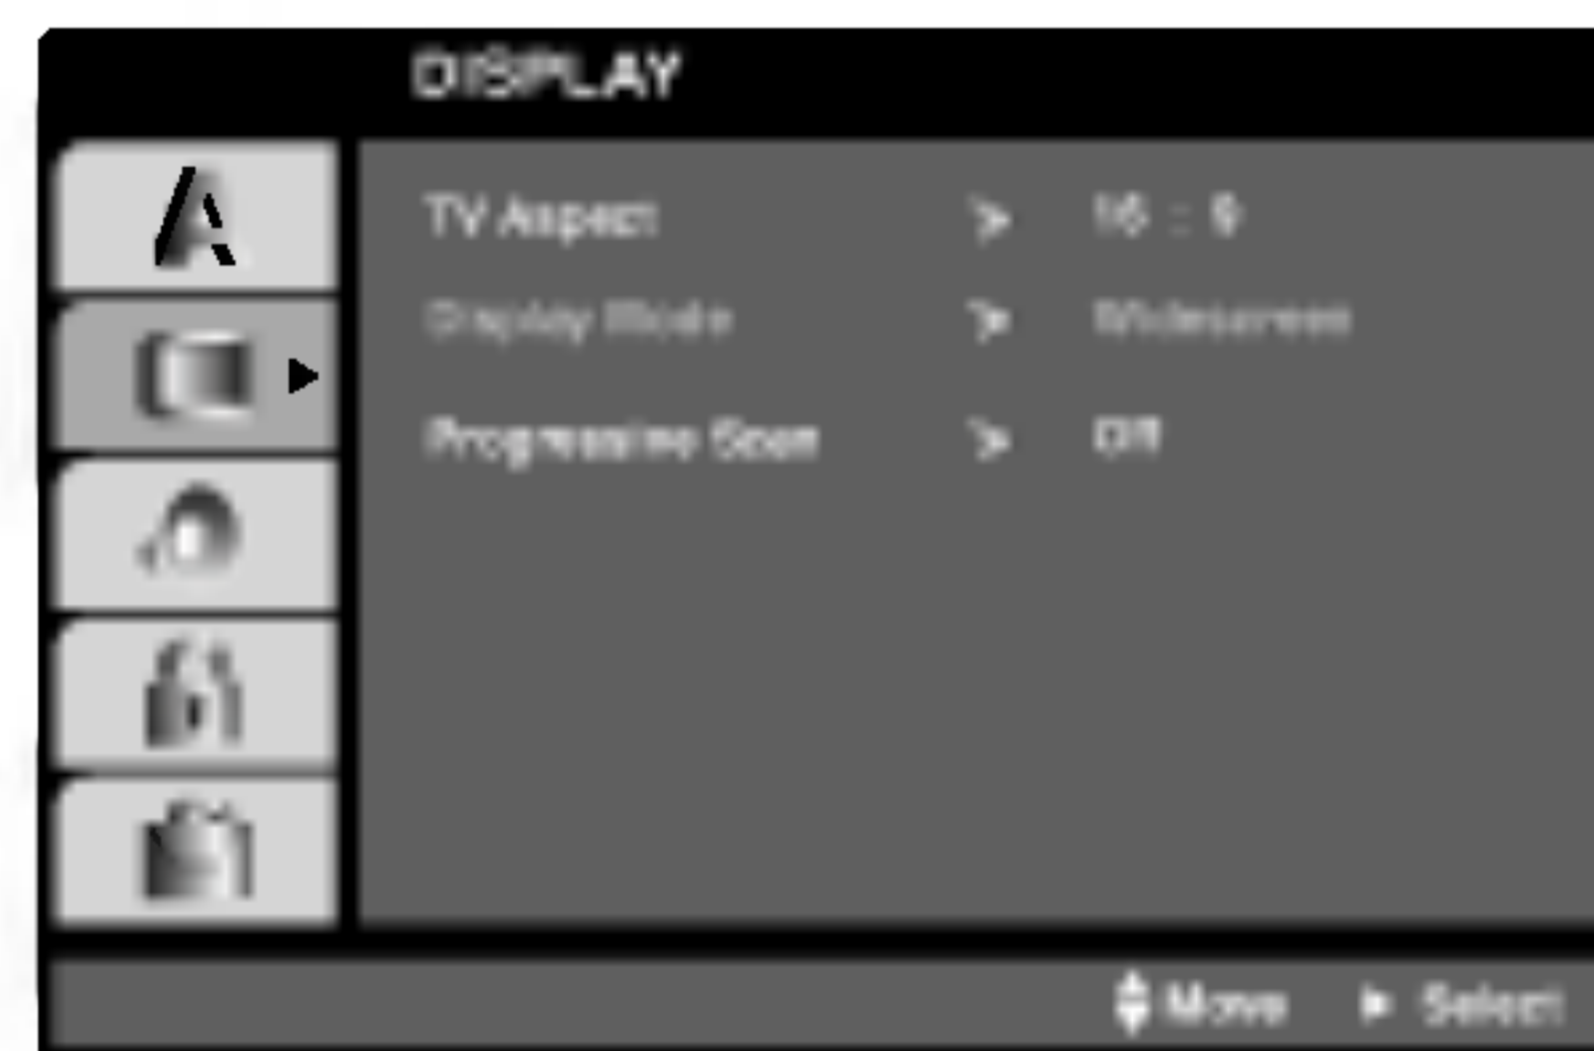 DISPLAY
TV Aspect > 16 : 9
Display Mode > Widescreen
Progressive Scan > Off
Move Select